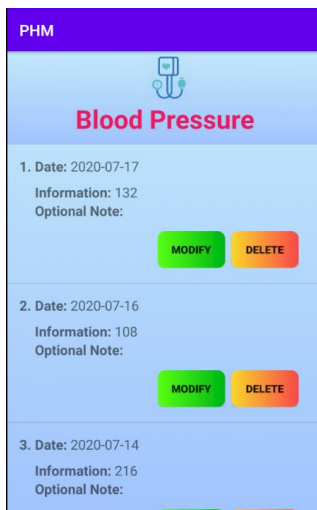 PHM
Blood Pressure
1. Date: 2020-07-17
Information: 132
Optional Note:
MODIFY DELETE
2. Date: 2020-07-16
Information: 108
Optional Note:
MODIFY DELETE
3. Date: 2020-07-14
Information: 216
Optional Note: